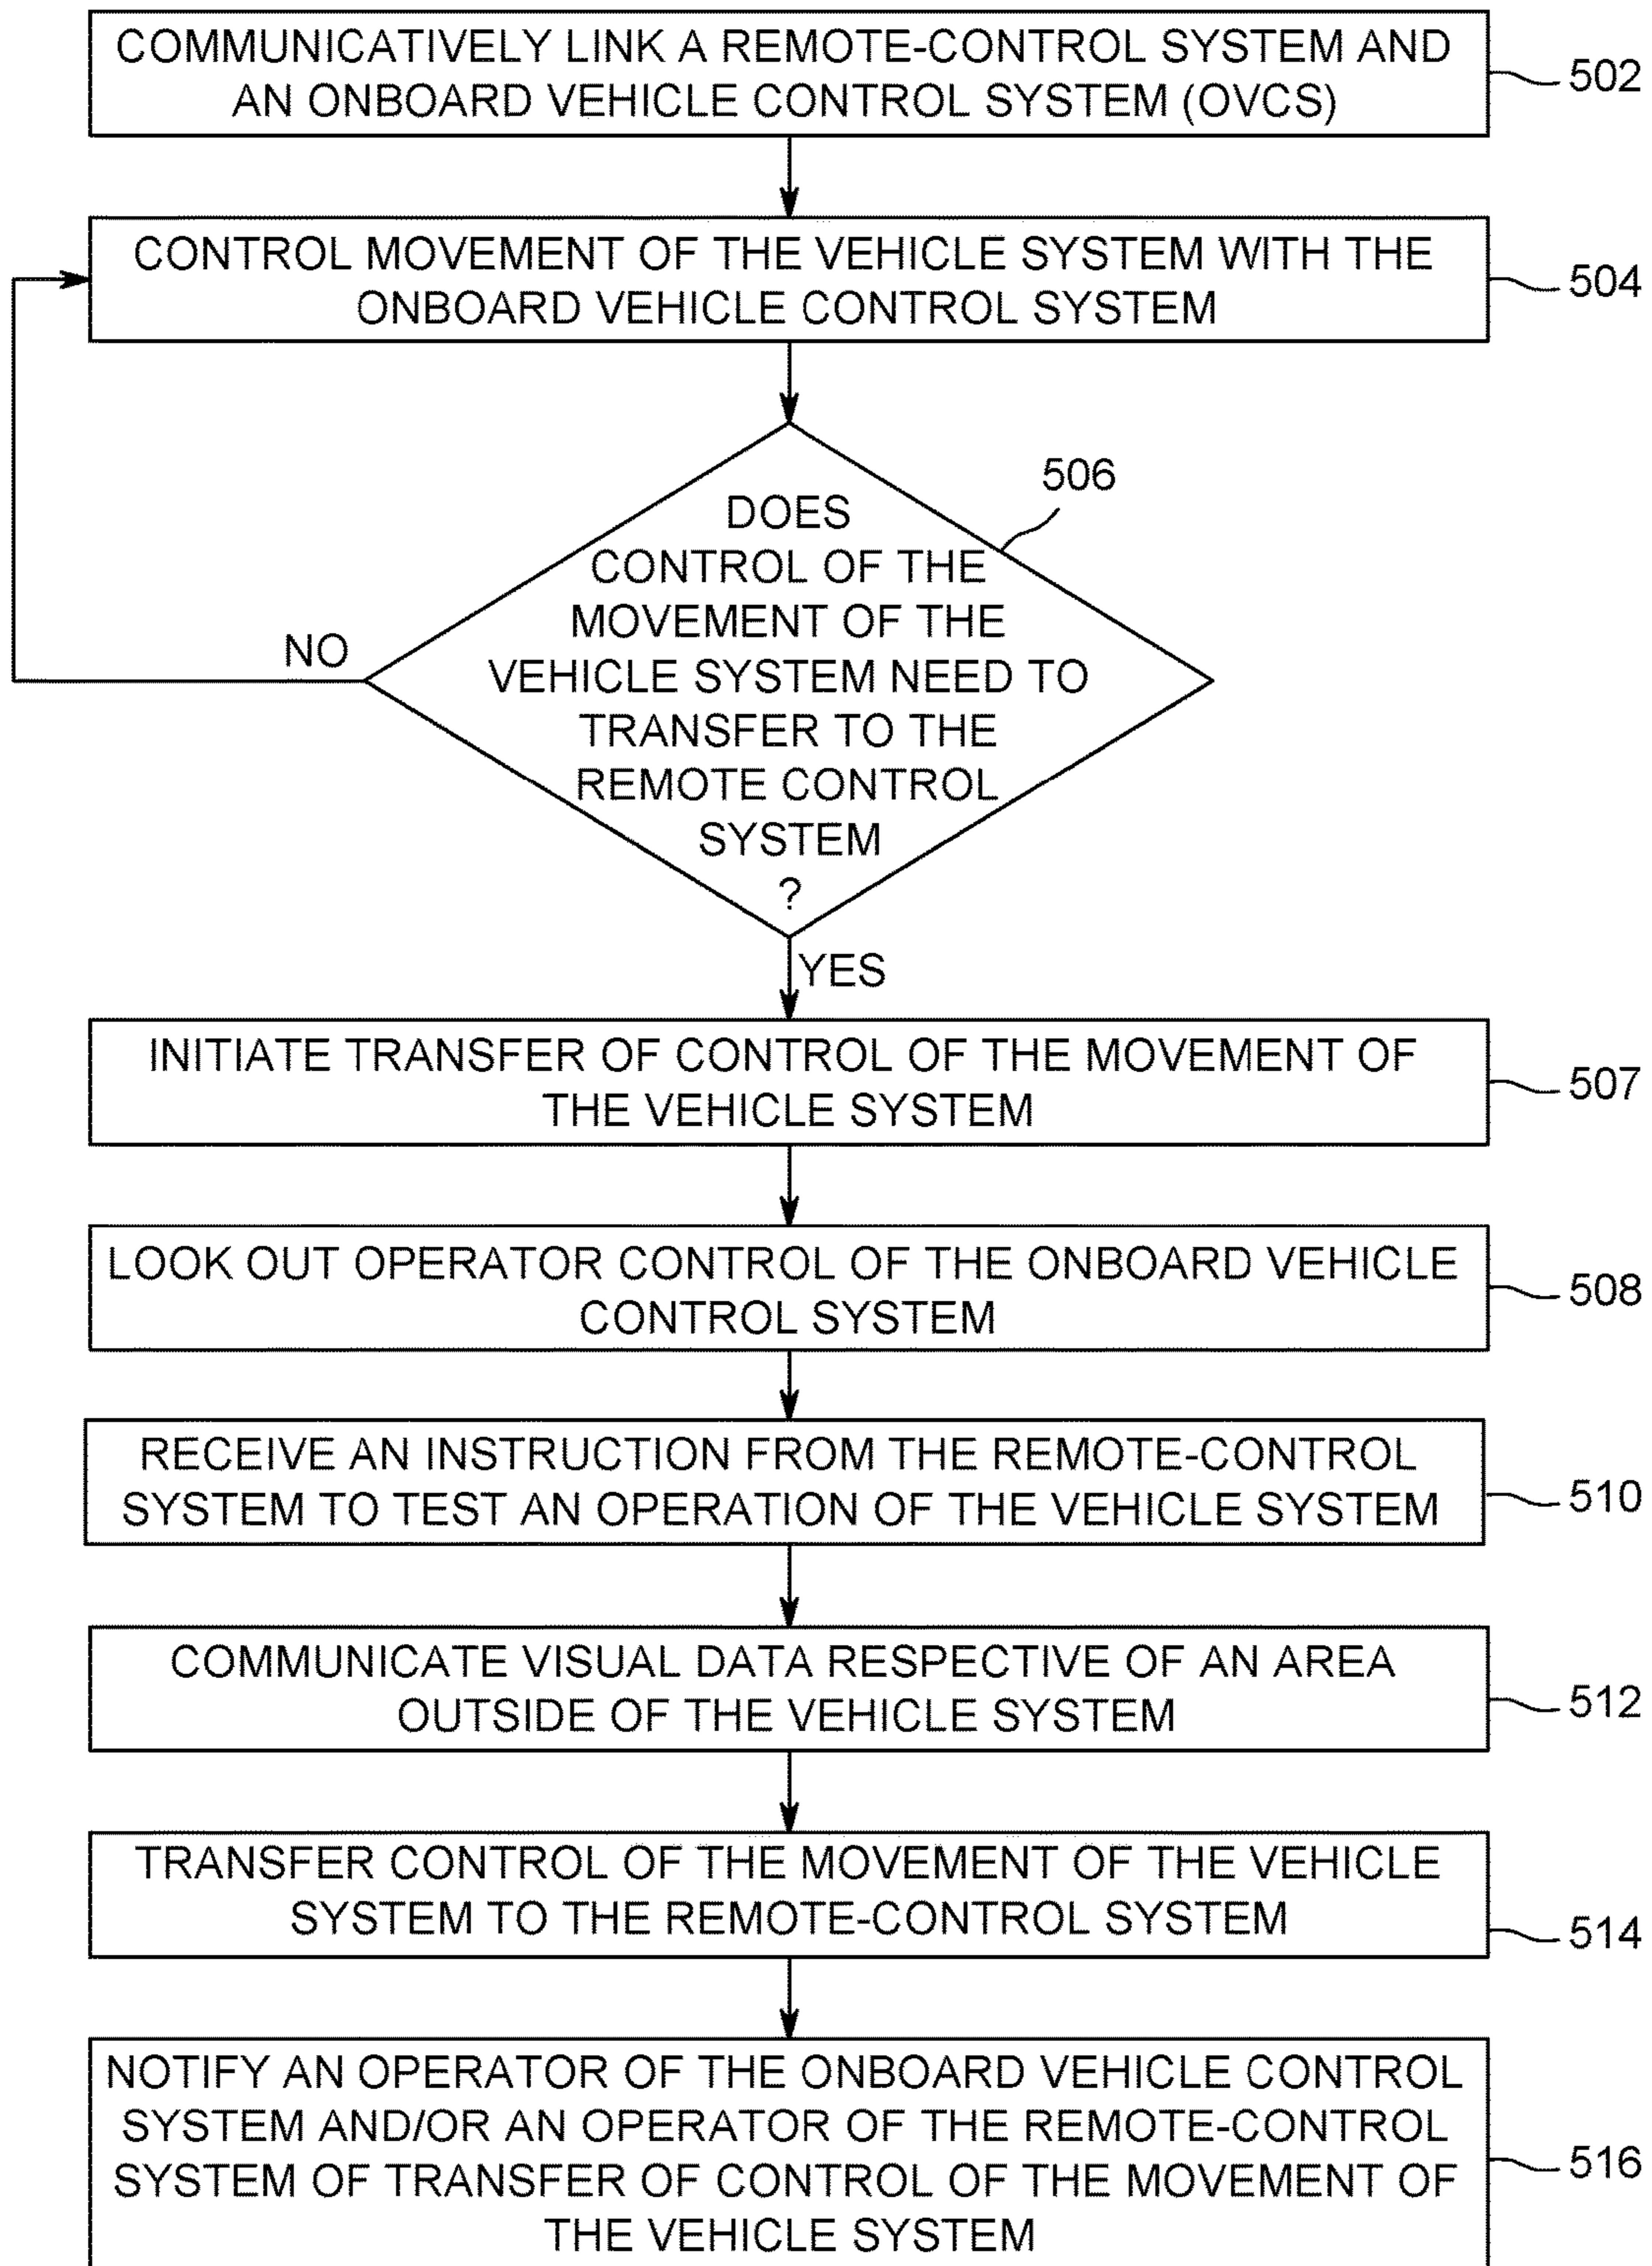 COMMUNICATIVELY LINK A REMOTE-CONTROL SYSTEM AND
AN ONBOARD VEHICLE CONTROL SYSTEM (OVCS)
502
CONTROL MOVEMENT OF THE VEHICLE SYSTEM WITH THE
ONBOARD VEHICLE CONTROL SYSTEM
504
506
DOES
CONTROL OF THE
MOVEMENT OF THE
VEHICLE SYSTEM NEED TO
TRANSFER TO THE
REMOTE CONTROL
SYSTEM
?
NO
YES
INITIATE TRANSFER OF CONTROL OF THE MOVEMENT OF
THE VEHICLE SYSTEM
507
LOOK OUT OPERATOR CONTROL OF THE ONBOARD VEHICLE
CONTROL SYSTEM
508
RECEIVE AN INSTRUCTION FROM THE REMOTE-CONTROL
SYSTEM TO TEST AN OPERATION OF THE VEHICLE SYSTEM
510
COMMUNICATE VISUAL DATA RESPECTIVE OF AN AREA
OUTSIDE OF THE VEHICLE SYSTEM
512
TRANSFER CONTROL OF THE MOVEMENT OF THE VEHICLE
SYSTEM TO THE REMOTE-CONTROL SYSTEM
514
NOTIFY AN OPERATOR OF THE ONBOARD VEHICLE CONTROL
SYSTEM AND/OR AN OPERATOR OF THE REMOTE-CONTROL
SYSTEM OF TRANSFER OF CONTROL OF THE MOVEMENT OF
THE VEHICLE SYSTEM
516